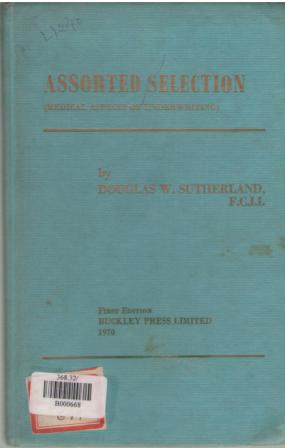 ASSORTED SELECTION
(MEDICAL ASPECTS OF UNDERWRITING)
by
DOUGLAS W. SUTHERLAND,
F.C.I.I.
FIRST EDITION
BUCKLEY PRESS LIMITED
1970
368.32/
B000668